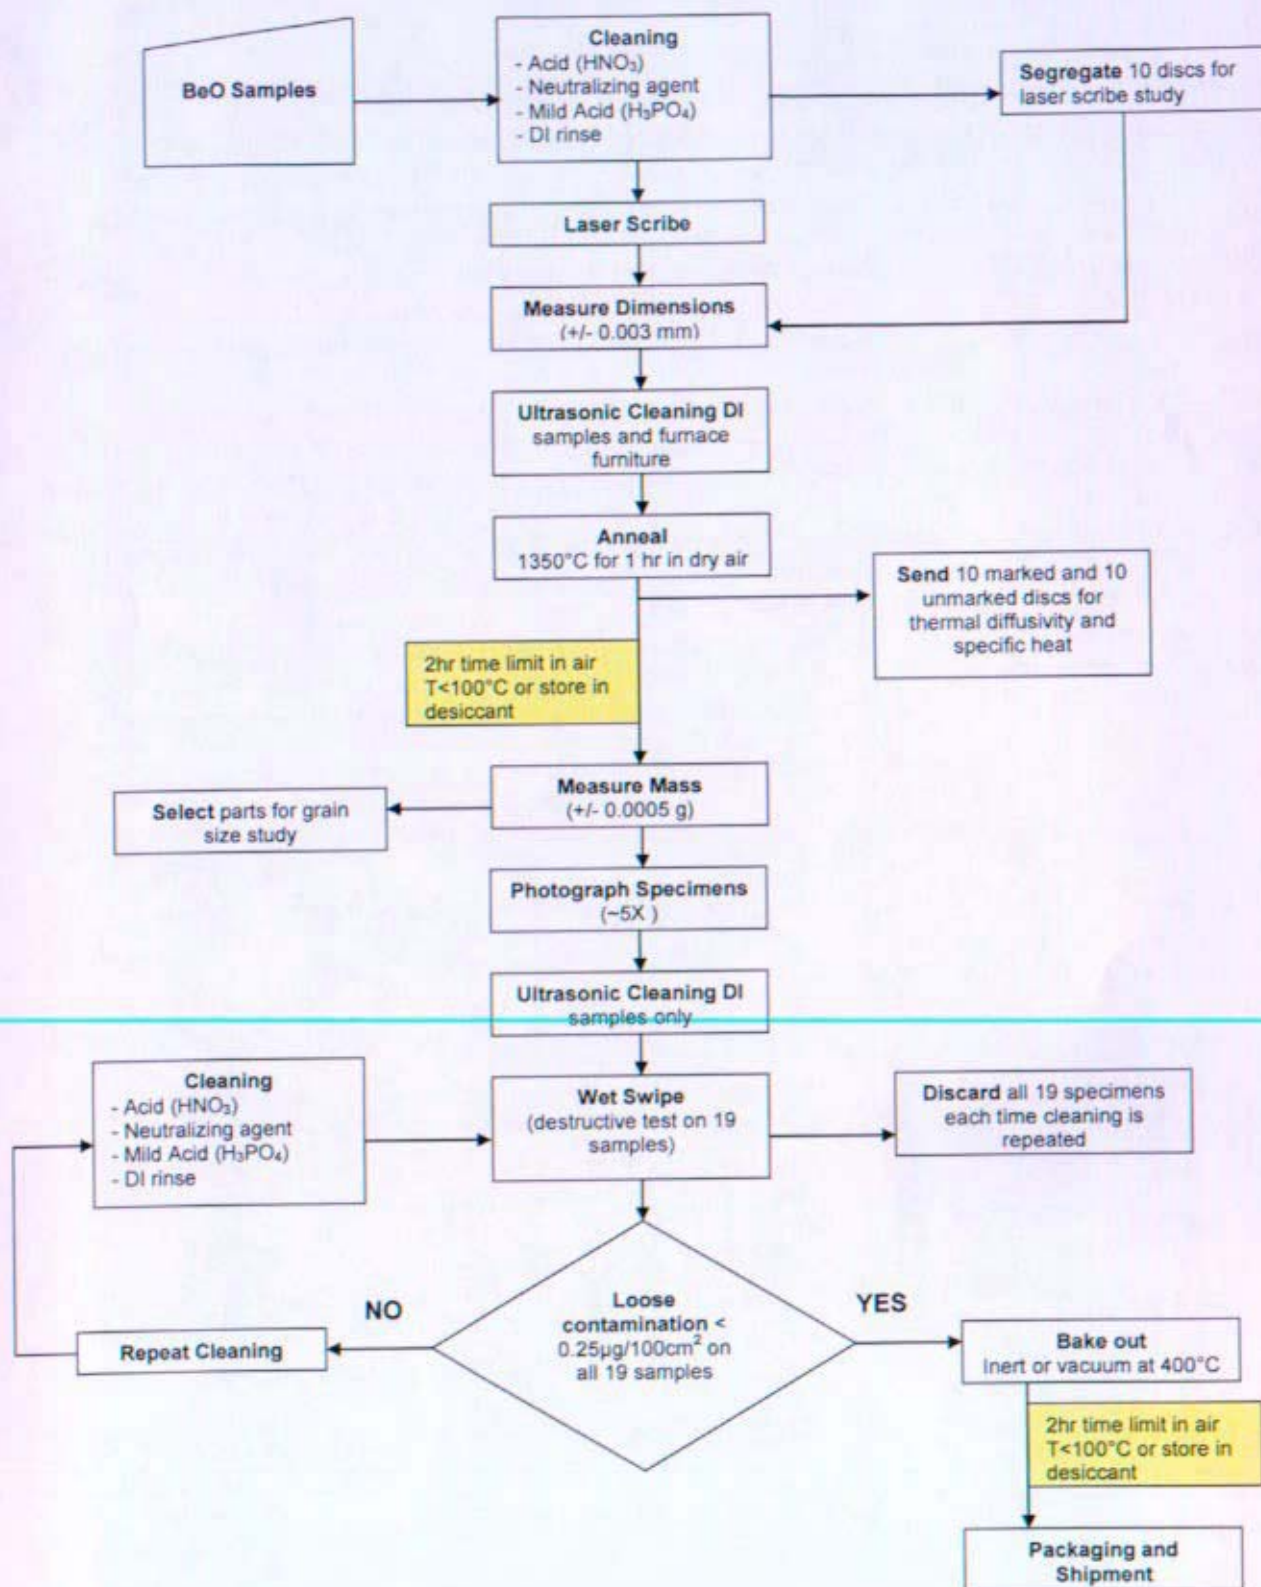 BeO Samples
Cleaning
- Acid (HNO₃)
- Neutralizing agent
- Mild Acid (H₃PO₄)
- DI rinse
Segregate 10 discs for
laser scribe study
Laser Scribe
Measure Dimensions
(+/- 0.003 mm)
Ultrasonic Cleaning DI
samples and furnace
furniture
Anneal
1350°C for 1 hr in dry air
Send 10 marked and 10
unmarked discs for
thermal diffusivity and
specific heat
2hr time limit in air
T<100°C or store in
desiccant
Measure Mass
(+/- 0.0005 g)
Select parts for grain
size study
Photograph Specimens
(~5X )
Ultrasonic Cleaning DI
samples only
Cleaning
- Acid (HNO₃)
- Neutralizing agent
- Mild Acid (H₃PO₄)
- DI rinse
Wet Swipe
(destructive test on 19
samples)
Discard all 19 specimens
each time cleaning is
repeated
Loose
contamination <
0.25µg/100cm² on
all 19 samples
NO
YES
Repeat Cleaning
Bake out
Inert or vacuum at 400°C
2hr time limit in air
T<100°C or store in
desiccant
Packaging and
Shipment